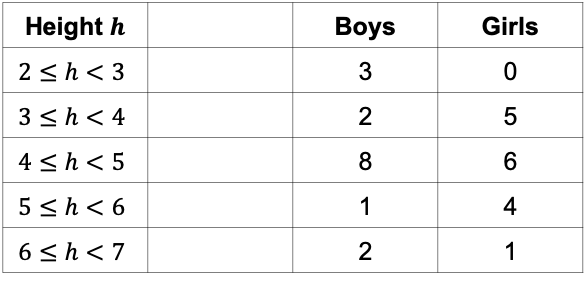 Height h Boys Girls
2 ≤ h < 3 3 0
3 ≤ h < 4 2 5
4 ≤ h < 5 8 6
5 ≤ h < 6 1 4
6 ≤ h < 7 2 1